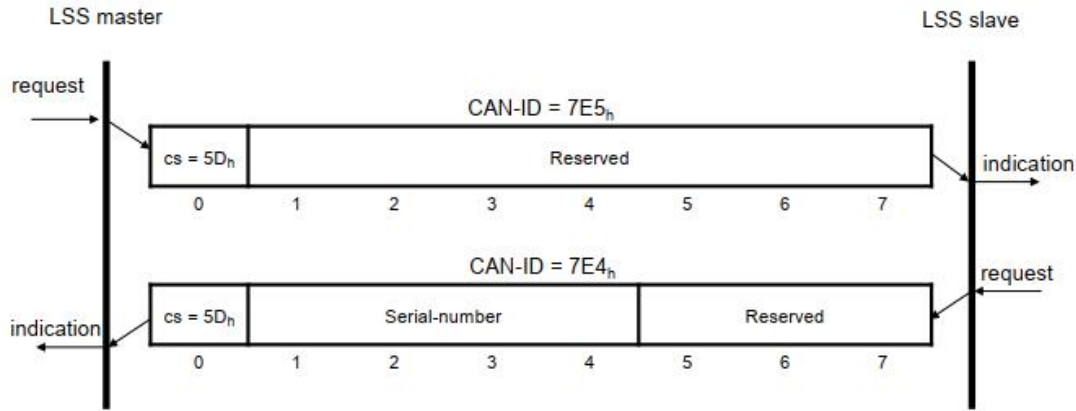 LSS master
LSS slave
request
CAN-ID = 7E5h
cs = 5Dh
Reserved
indication
0 1 2 3 4 5 6 7
CAN-ID = 7E4h
request
cs = 5Dh
Serial-number
Reserved
indication
0 1 2 3 4 5 6 7